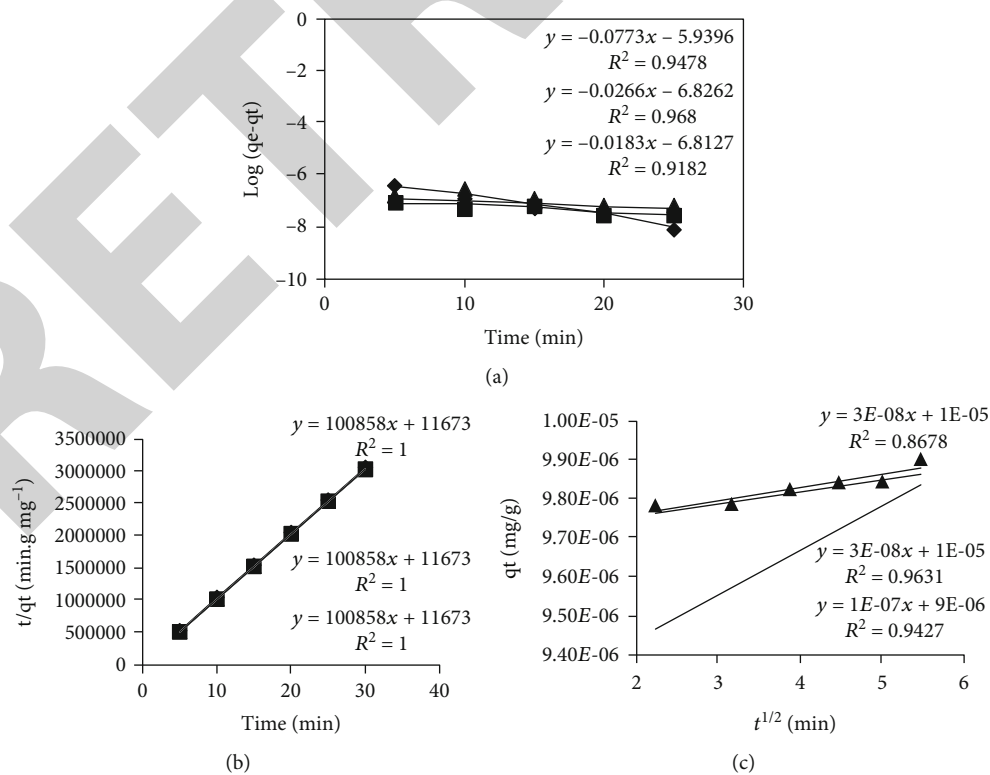 RETR
0
−2
−4
−6
−8
−10
Log (qe-qt)
y = –0.0773x – 5.9396
R² = 0.9478
y = –0.0266x – 6.8262
R² = 0.968
y = –0.0183x – 6.8127
R² = 0.9182
0 10 20 30
Time (min)
(a)
3500000
3000000
2500000
2000000
1500000
1000000
500000
0
t/qt (min.g mg⁻¹)
y = 100858x + 11673
R² = 1
y = 100858x + 11673
R² = 1
y = 100858x + 11673
R² = 1
0 10 20 30 40
Time (min)
(b)
1.00E-05
9.90E-06
9.80E-06
9.70E-06
9.60E-06
9.50E-06
9.40E-06
qt (mg/g)
y = 3E-08x + 1E-05
R² = 0.8678
y = 3E-08x + 1E-05
R² = 0.9631
y = 1E-07x + 9E-06
R² = 0.9427
2 3 4 5 6
t^1/2 (min)
(c)